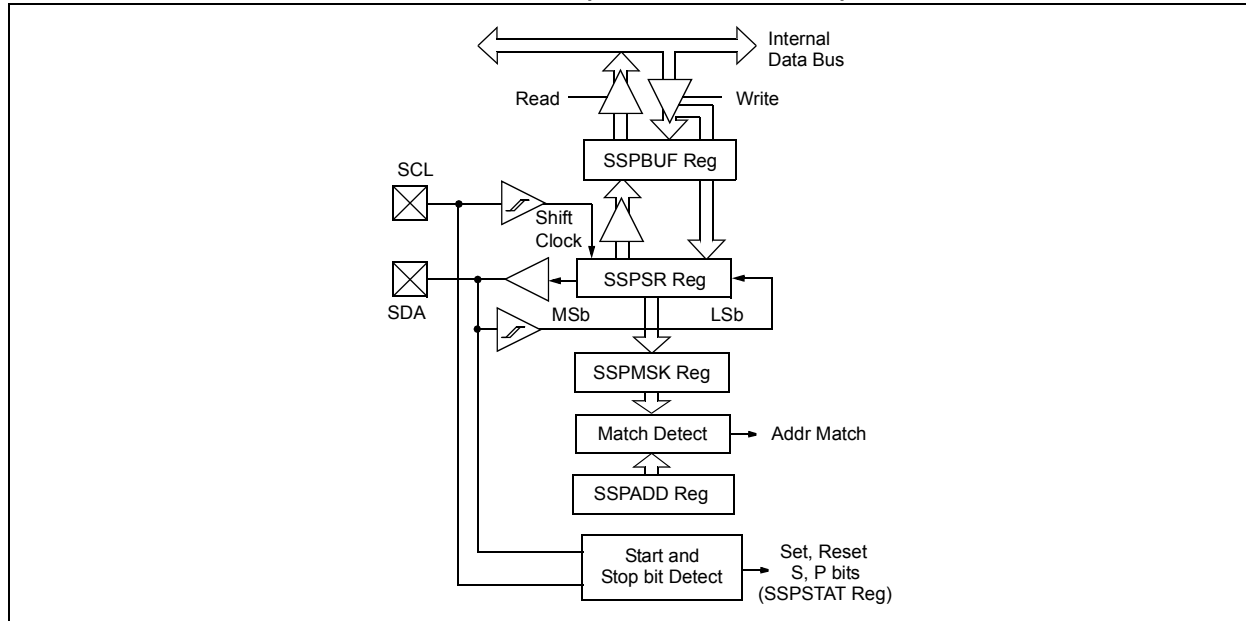 Internal
Data Bus
Read
Write
SSPBUF Reg
SCL
Shift
Clock
SSPSR Reg
SDA
MSb
LSb
SSPMSK Reg
Match Detect
Addr Match
SSPADD Reg
Start and
Stop bit Detect
Set, Reset
S, P bits
(SSPSTAT Reg)